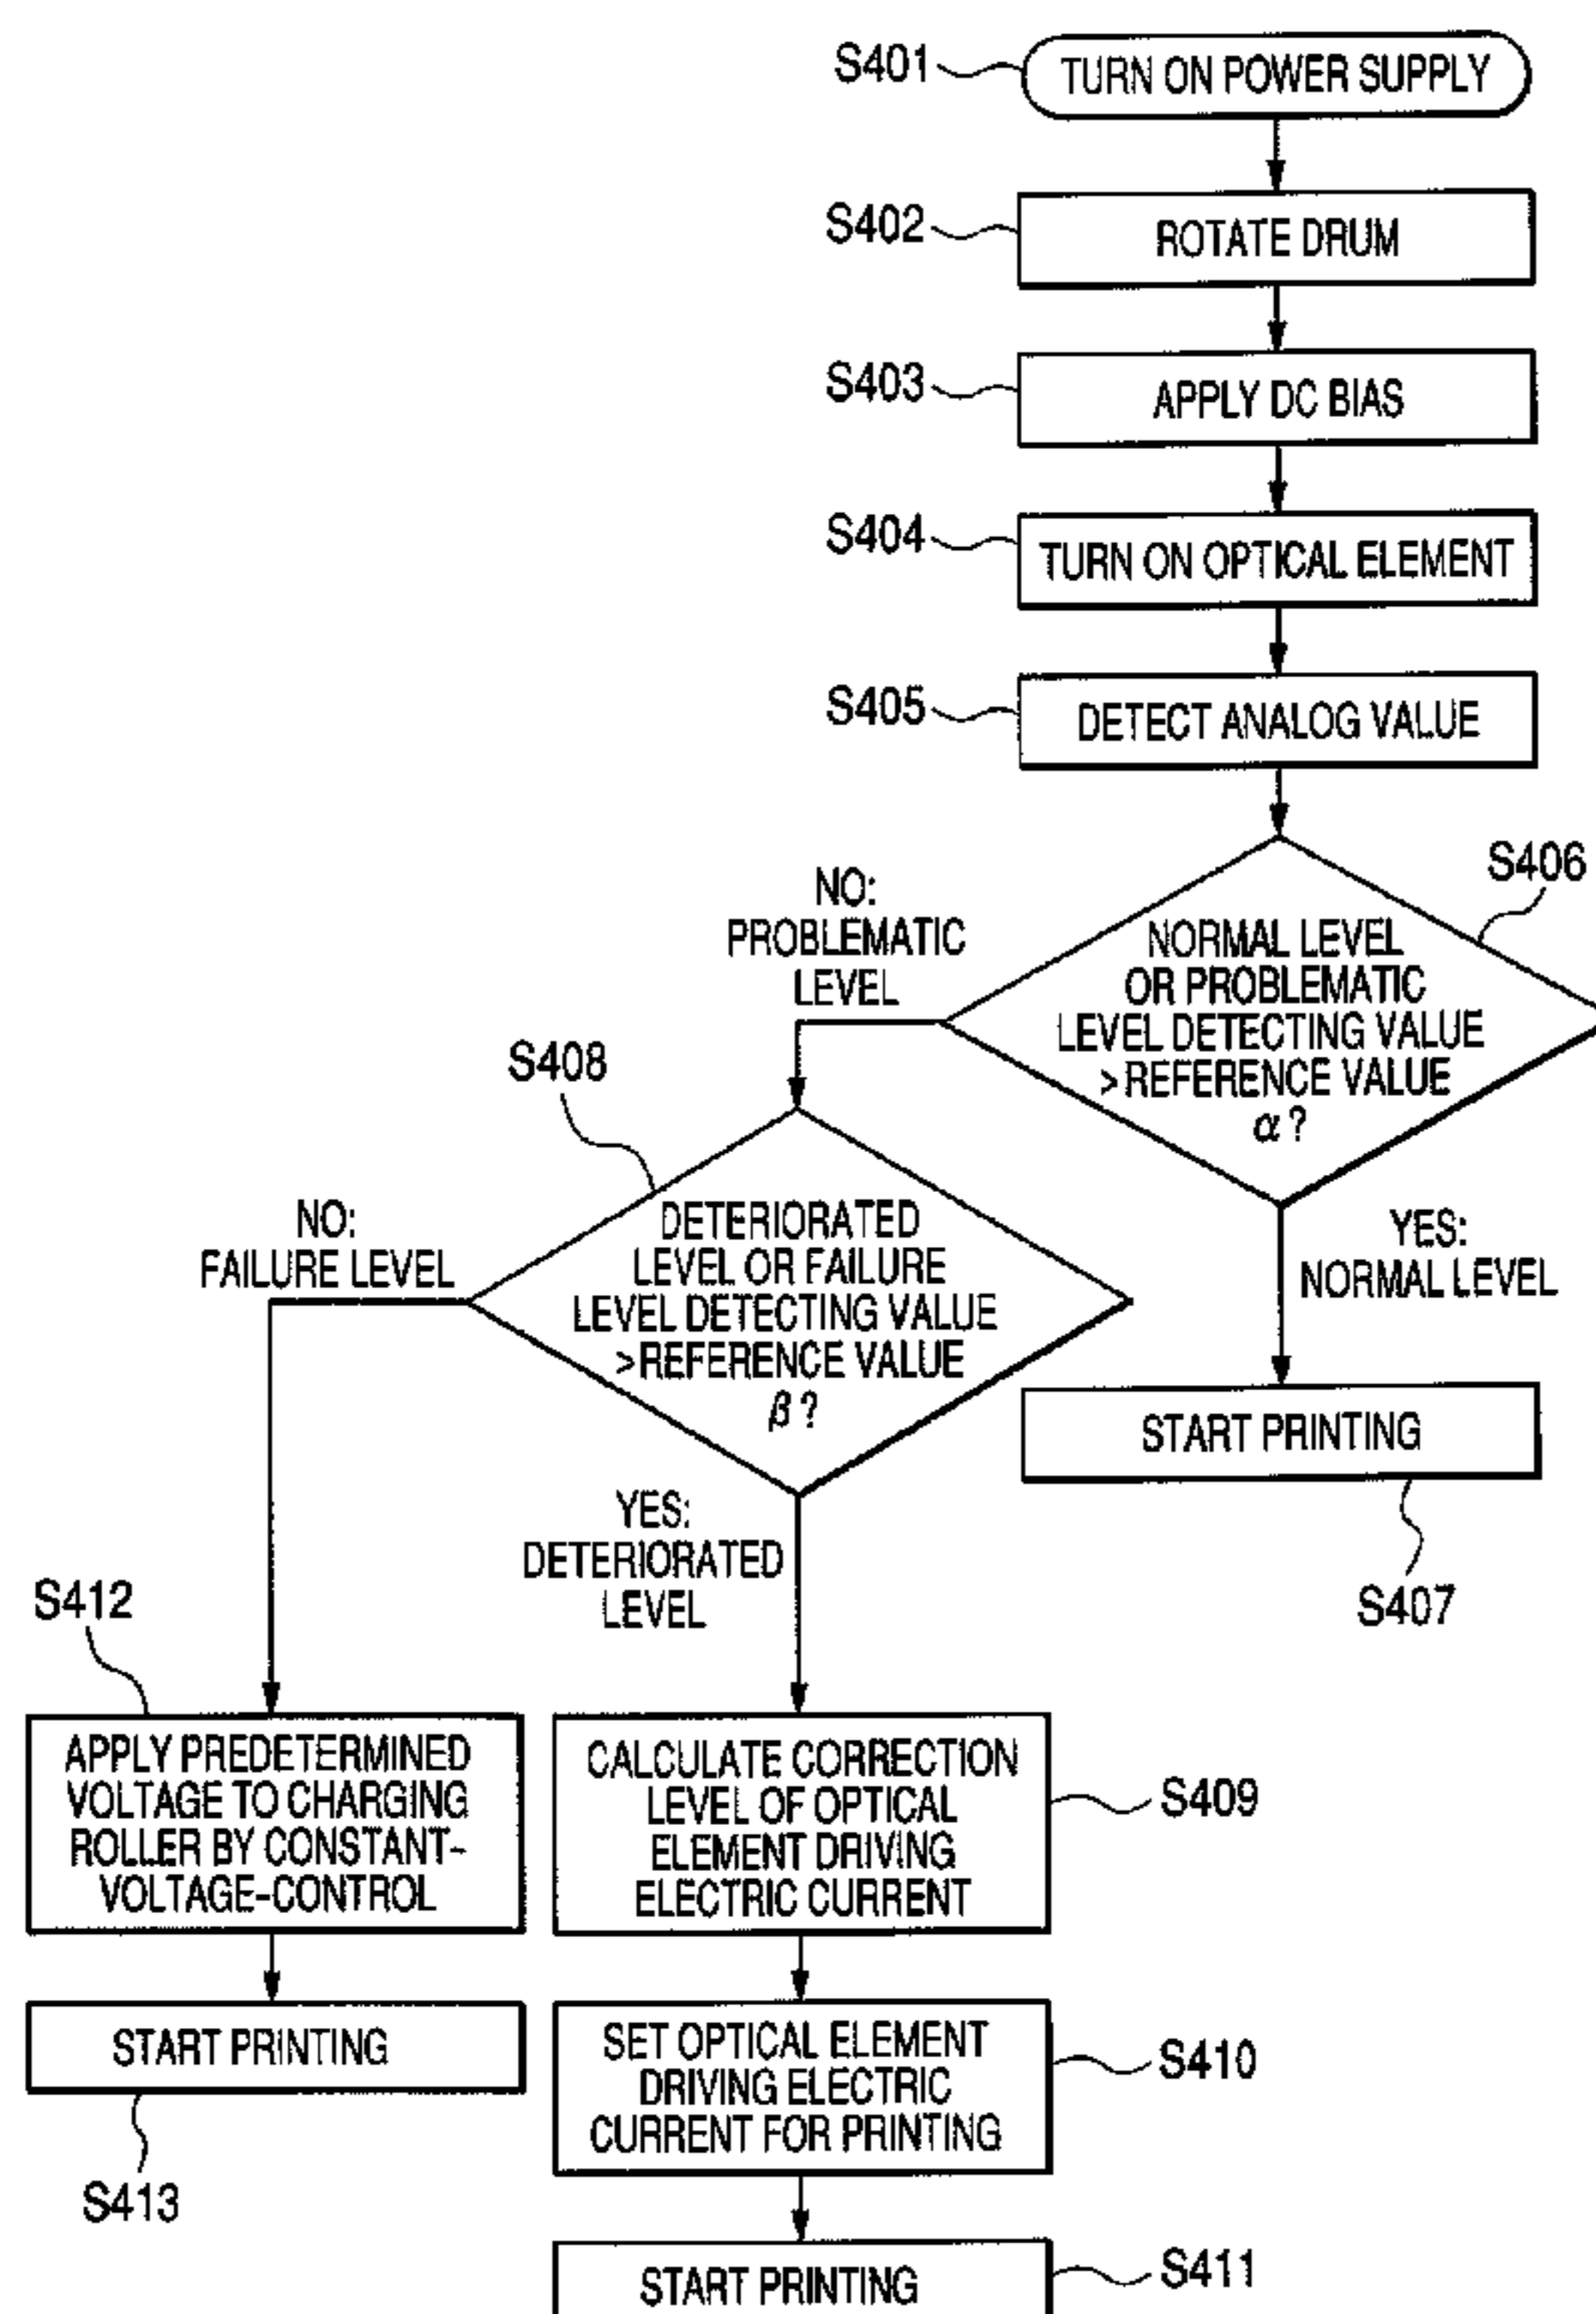 S401
TURN ON POWER SUPPLY
S402
ROTATE DRUM
S403
APPLY DC BIAS
S404
TURN ON OPTICAL ELEMENT
S405
DETECT ANALOG VALUE
S406
NORMAL LEVEL
OR PROBLEMATIC
LEVEL DETECTING VALUE
>REFERENCE VALUE
α?
NO:
PROBLEMATIC
LEVEL
YES:
NORMAL LEVEL
START PRINTING
S407
S408
DETERIORATED
LEVEL OR FAILURE
LEVEL DETECTING VALUE
>REFERENCE VALUE
β?
NO:
FAILURE LEVEL
YES:
DETERIORATED
LEVEL
S412
APPLY PREDETERMINED
VOLTAGE TO CHARGING
ROLLER BY CONSTANT-
VOLTAGE-CONTROL
START PRINTING
S413
CALCULATE CORRECTION
LEVEL OF OPTICAL
ELEMENT DRIVING
ELECTRIC CURRENT
S409
SET OPTICAL ELEMENT
DRIVING ELECTRIC
CURRENT FOR PRINTING
S410
START PRINTING
S411